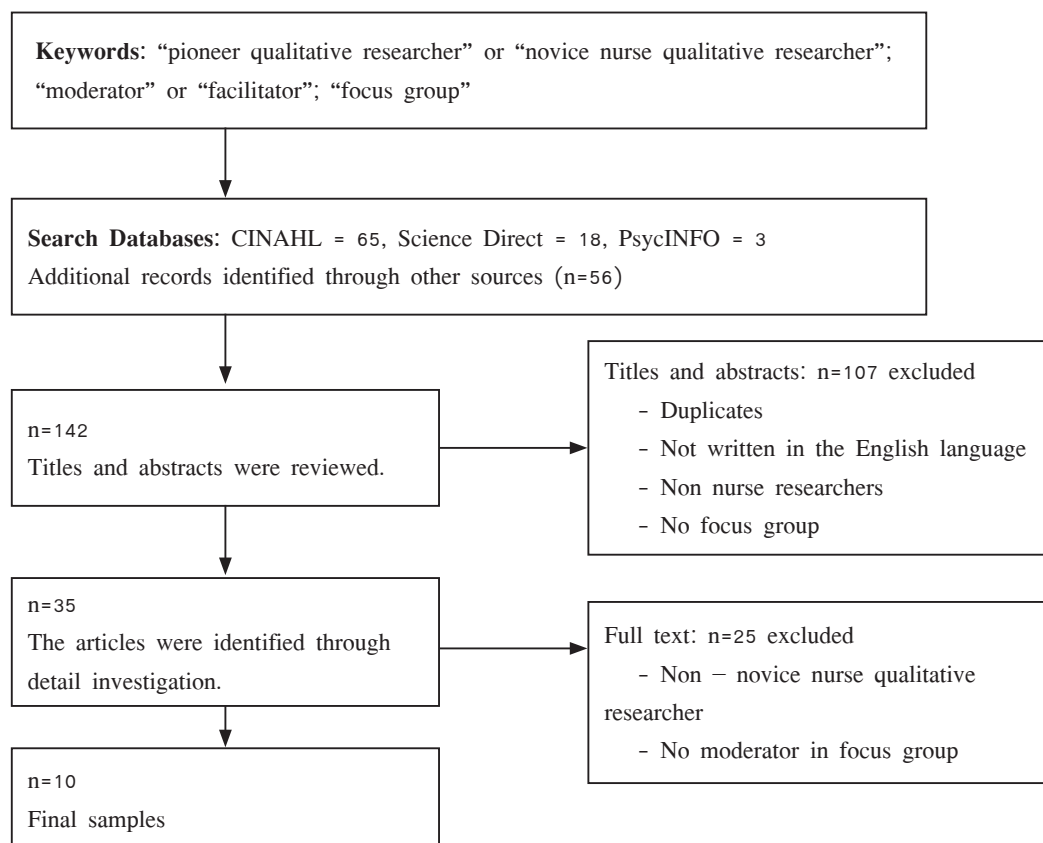 Keywords: “pioneer qualitative researcher” or “novice nurse qualitative researcher”;
“moderator” or “facilitator”; “focus group”
Search Databases: CINAHL = 65, Science Direct = 18, PsycINFO = 3
Additional records identified through other sources (n=56)
n=142
Titles and abstracts were reviewed.
Titles and abstracts: n=107 excluded
- Duplicates
- Not written in the English language
- Non nurse researchers
- No focus group
n=35
The articles were identified through
detail investigation.
Full text: n=25 excluded
- Non – novice nurse qualitative
researcher
- No moderator in focus group
n=10
Final samples